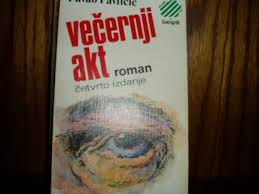 Pavao Pavličić
večernji
akt roman
četvrto izdanje